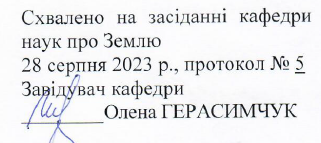 Схвалено на засіданні кафедри
наук про Землю
28 серпня 2023 р., протокол № 5
Завідувач кафедри
Олена ГЕРАСИМЧУК